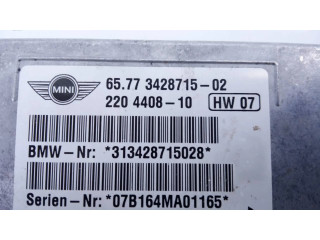 MINI
65.77 3428715-02
220 4408-10 HW 07
BMW-Nr: *313428715028*
Serien-Nr: *07B164MA01165*